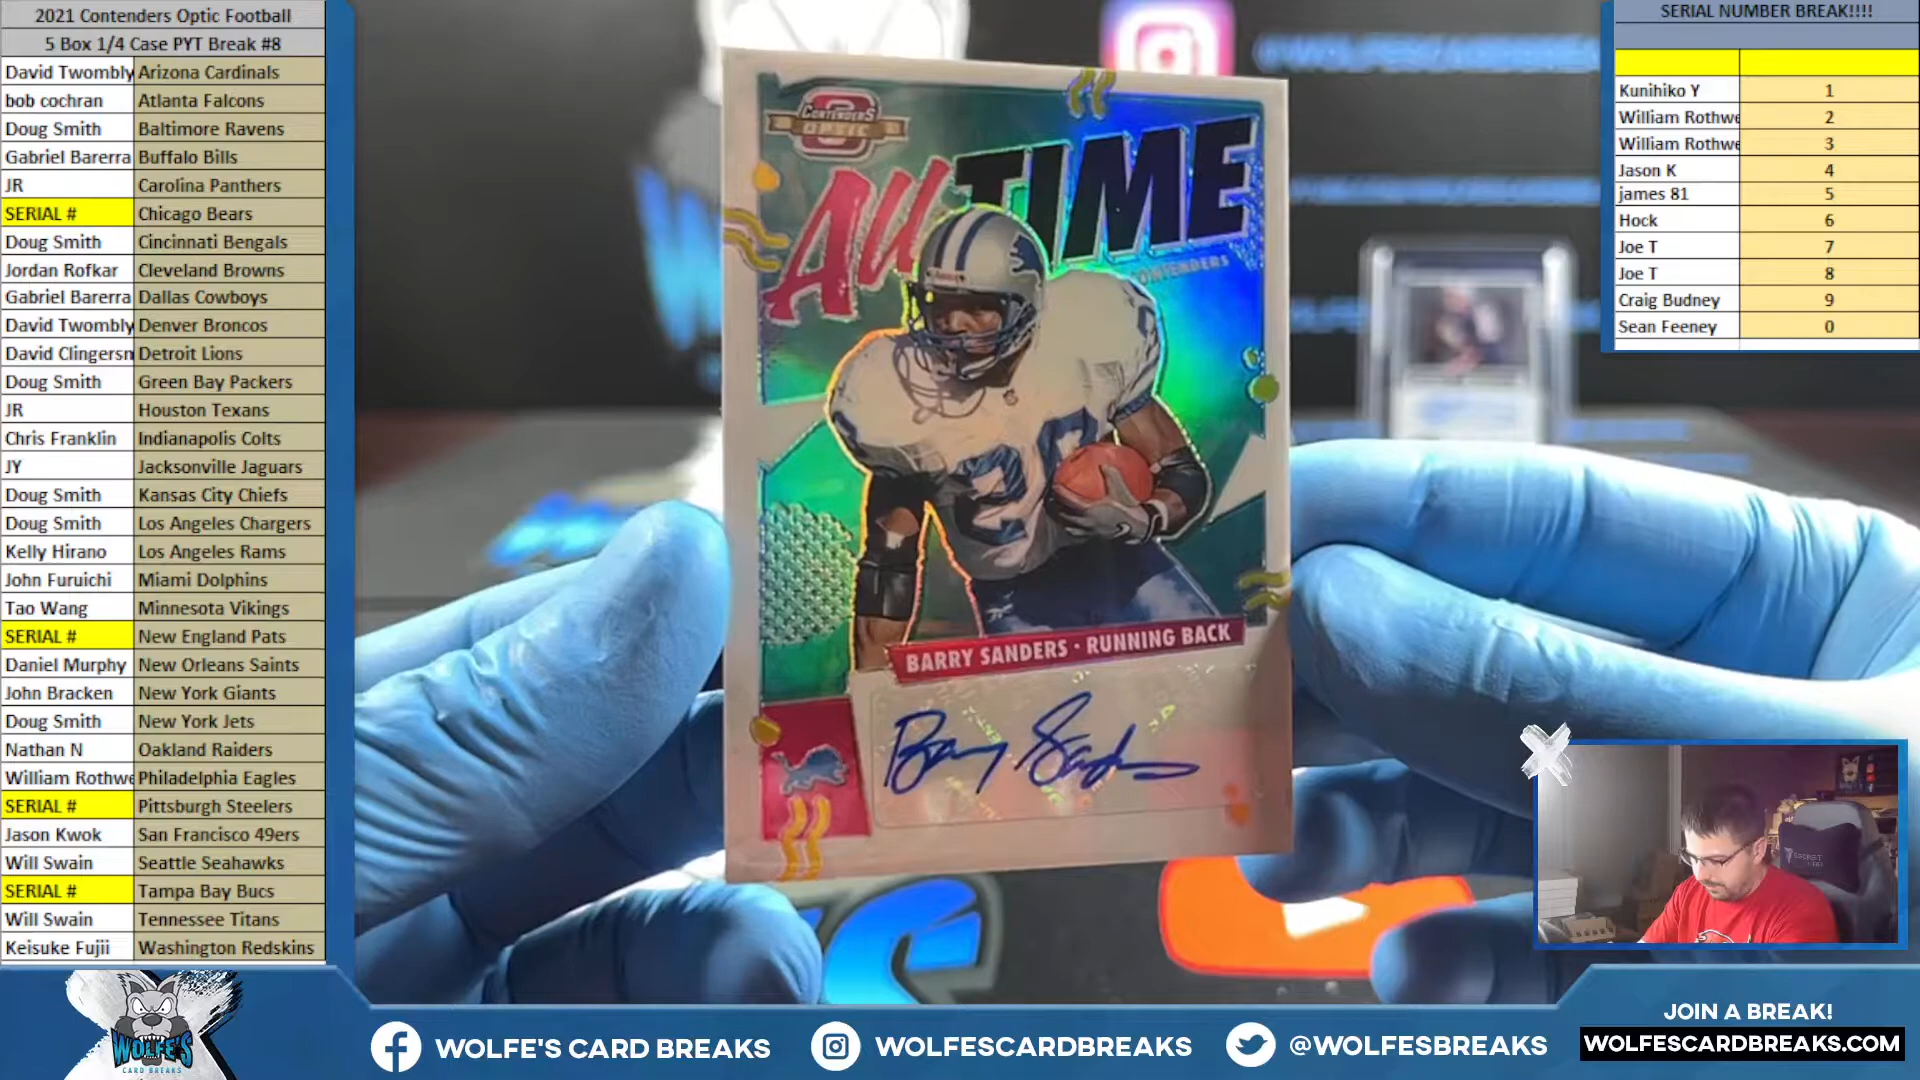 2021 Contenders Optic Football
5 Box 1/4 Case PYT Break #8
David Twombly Arizona Cardinals
bob cochran Atlanta Falcons
Doug Smith Baltimore Ravens
Gabriel Barerra Buffalo Bills
JR Carolina Panthers
SERIAL # Chicago Bears
Doug Smith Cincinnati Bengals
Jordan Rofkar Cleveland Browns
Gabriel Barerra Dallas Cowboys
David Twombly Denver Broncos
David Clingersn Detroit Lions
Doug Smith Green Bay Packers
JR Houston Texans
Chris Franklin Indianapolis Colts
JY Jacksonville Jaguars
Doug Smith Kansas City Chiefs
Doug Smith Los Angeles Chargers
Kelly Hirano Los Angeles Rams
John Furuichi Miami Dolphins
Tao Wang Minnesota Vikings
SERIAL # New England Pats
Daniel Murphy New Orleans Saints
John Bracken New York Giants
Doug Smith New York Jets
Nathan N Oakland Raiders
William Rothwe Philadelphia Eagles
SERIAL # Pittsburgh Steelers
Jason Kwok San Francisco 49ers
Will Swain Seattle Seahawks
SERIAL # Tampa Bay Bucs
Will Swain Tennessee Titans
Keisuke Fujii Washington Redskins
CONTENDERS
OPTIC
ALL TIME
CONTENDERS
20
BARRY SANDERS · RUNNING BACK
Barry Sanders
SERIAL NUMBER BREAK!!!!
Kunihiko Y 1
William Rothwe 2
William Rothwe 3
Jason K 4
james 81 5
Hock 6
Joe T 7
Joe T 8
Craig Budney 9
Sean Feeney 0
WOLFE'S
CARD BREAKS
WOLFE'S CARD BREAKS
WOLFESCARDBREAKS
@WOLFESBREAKS
JOIN A BREAK!
WOLFESCARDBREAKS.COM